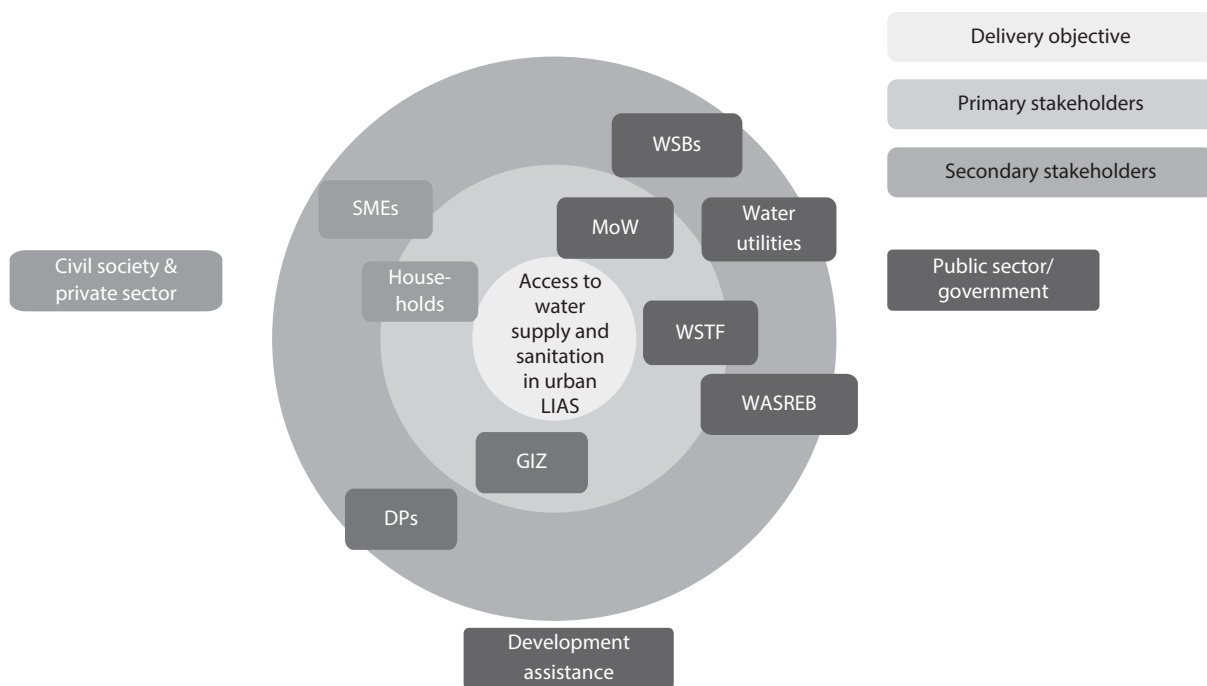 Delivery objective
Primary stakeholders
Secondary stakeholders
WSBs
SMEs
MoW
Water
utilities
Civil society &
private sector
Public sector/
government
House-
holds
Access to
water
supply and
sanitation
in urban
LIAS
WSTF
WASREB
GIZ
DPs
Development
assistance